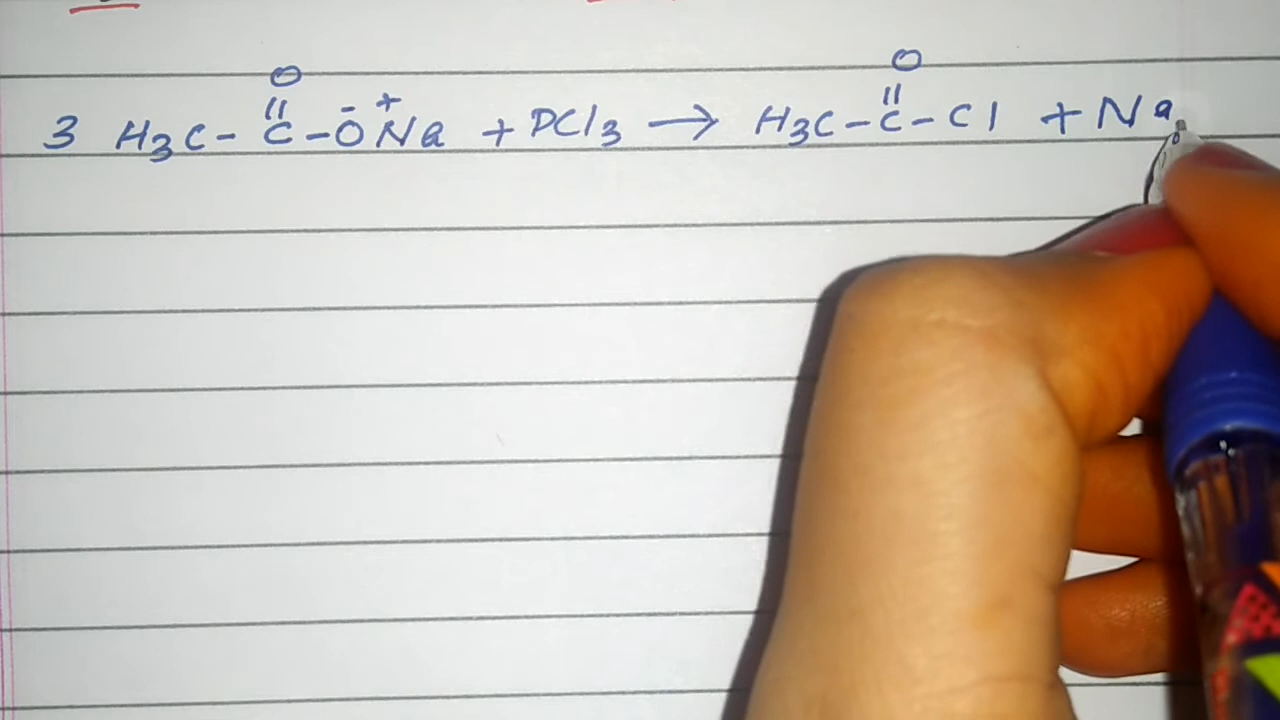 O O
3 H3C - C - O⁻ Na⁺ + PCl3 → H3C - C - Cl + Na